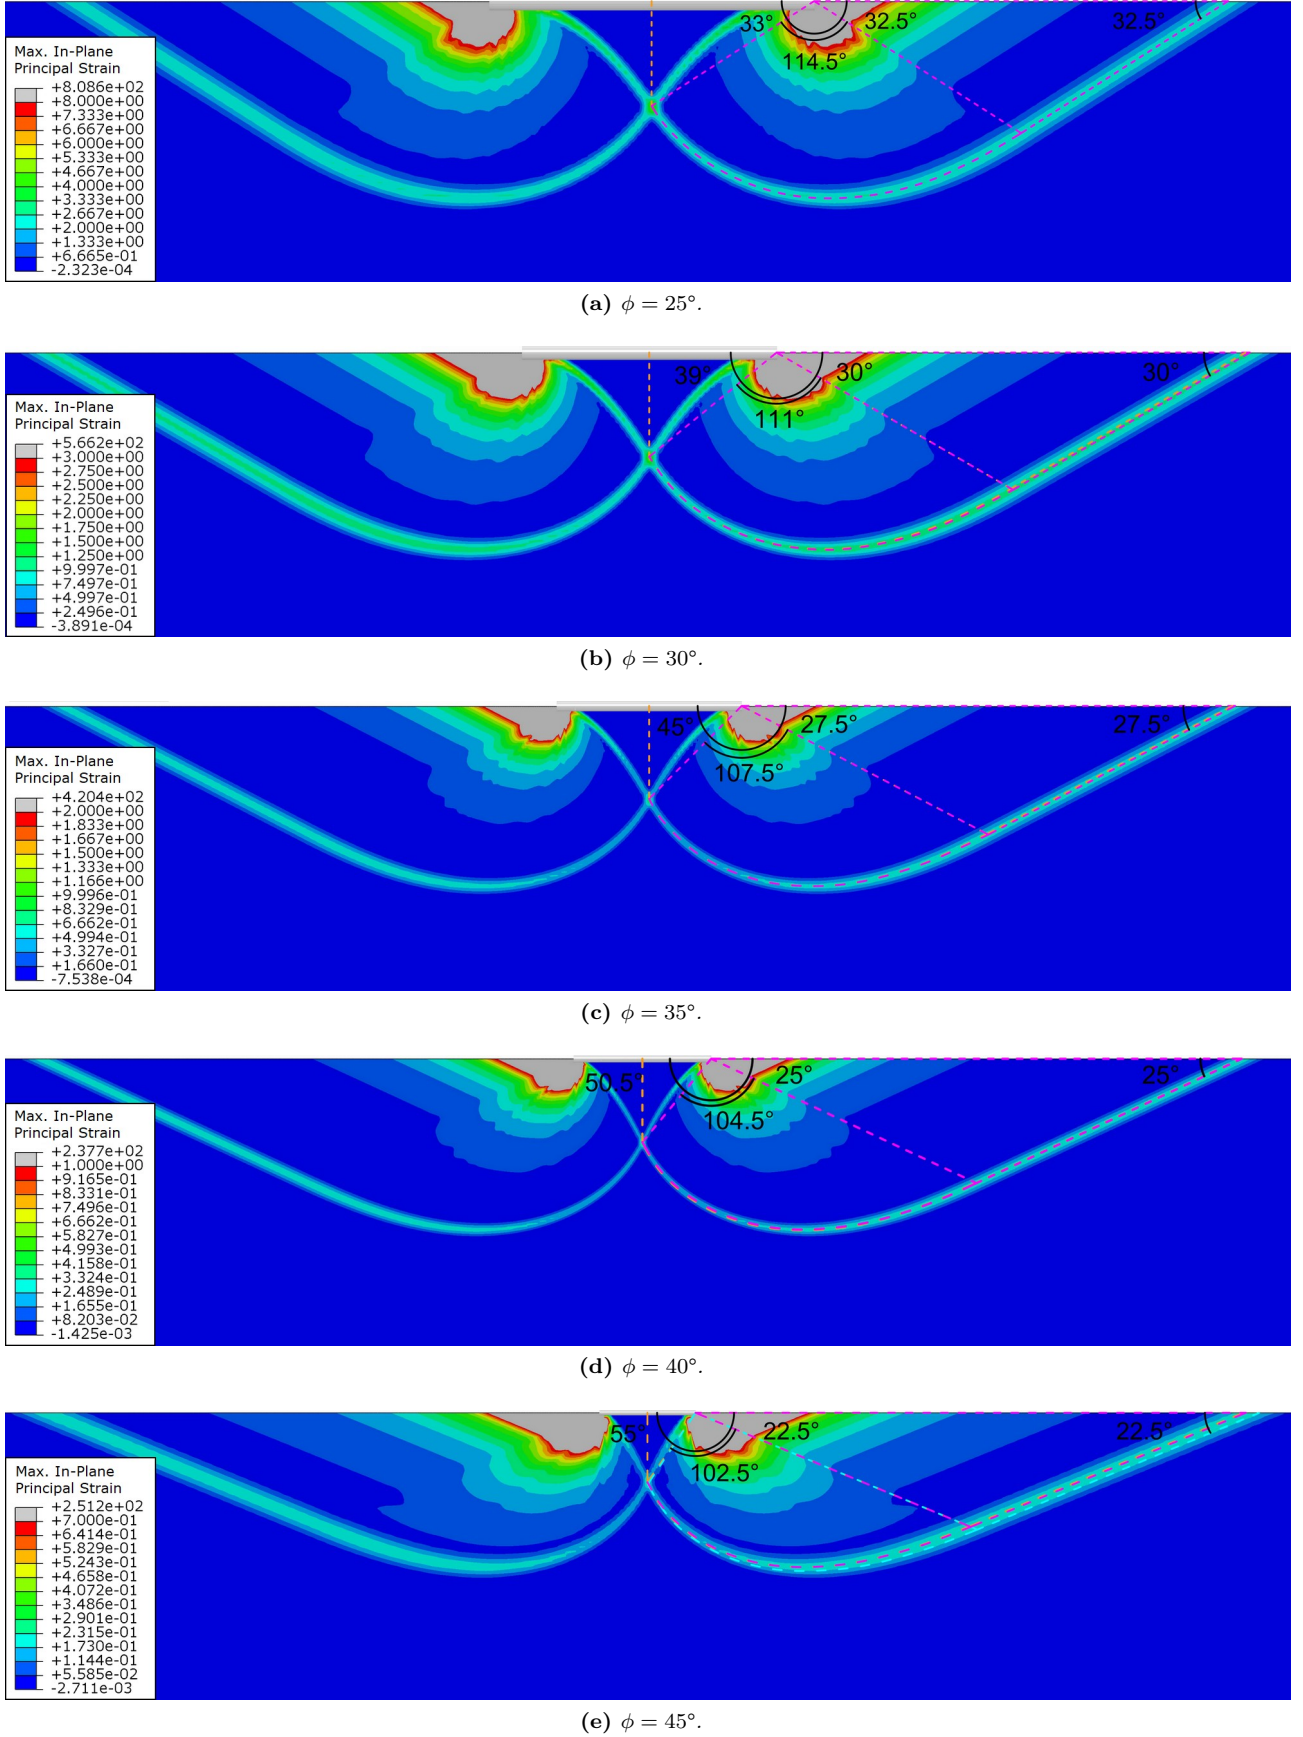 33° 32.5° 32.5°
114.5°
Max. In-Plane
Principal Strain
+8.086e+02
+8.000e+00
+7.333e+00
+6.667e+00
+6.000e+00
+5.333e+00
+4.667e+00
+4.000e+00
+3.333e+00
+2.667e+00
+2.000e+00
+1.333e+00
+6.665e-01
-2.323e-04
(a) ϕ = 25°.
39° 30° 30°
111°
Max. In-Plane
Principal Strain
+5.662e+02
+3.000e+00
+2.750e+00
+2.500e+00
+2.250e+00
+2.000e+00
+1.750e+00
+1.500e+00
+1.250e+00
+9.997e-01
+7.497e-01
+4.997e-01
+2.496e-01
-3.891e-04
(b) ϕ = 30°.
45° 27.5° 27.5°
107.5°
Max. In-Plane
Principal Strain
+4.204e+02
+2.000e+00
+1.833e+00
+1.667e+00
+1.500e+00
+1.333e+00
+1.166e+00
+9.996e-01
+8.329e-01
+6.662e-01
+4.994e-01
+3.327e-01
+1.660e-01
-7.538e-04
(c) ϕ = 35°.
50.5° 25° 25°
104.5°
Max. In-Plane
Principal Strain
+2.377e+02
+1.000e+00
+9.165e-01
+8.331e-01
+7.496e-01
+6.662e-01
+5.827e-01
+4.993e-01
+4.158e-01
+3.324e-01
+2.489e-01
+1.655e-01
+8.203e-02
-1.425e-03
(d) ϕ = 40°.
55° 22.5° 22.5°
102.5°
Max. In-Plane
Principal Strain
+2.512e+02
+7.000e-01
+6.414e-01
+5.829e-01
+5.243e-01
+4.658e-01
+4.072e-01
+3.486e-01
+2.901e-01
+2.315e-01
+1.730e-01
+1.144e-01
+5.585e-02
-2.711e-03
(e) ϕ = 45°.